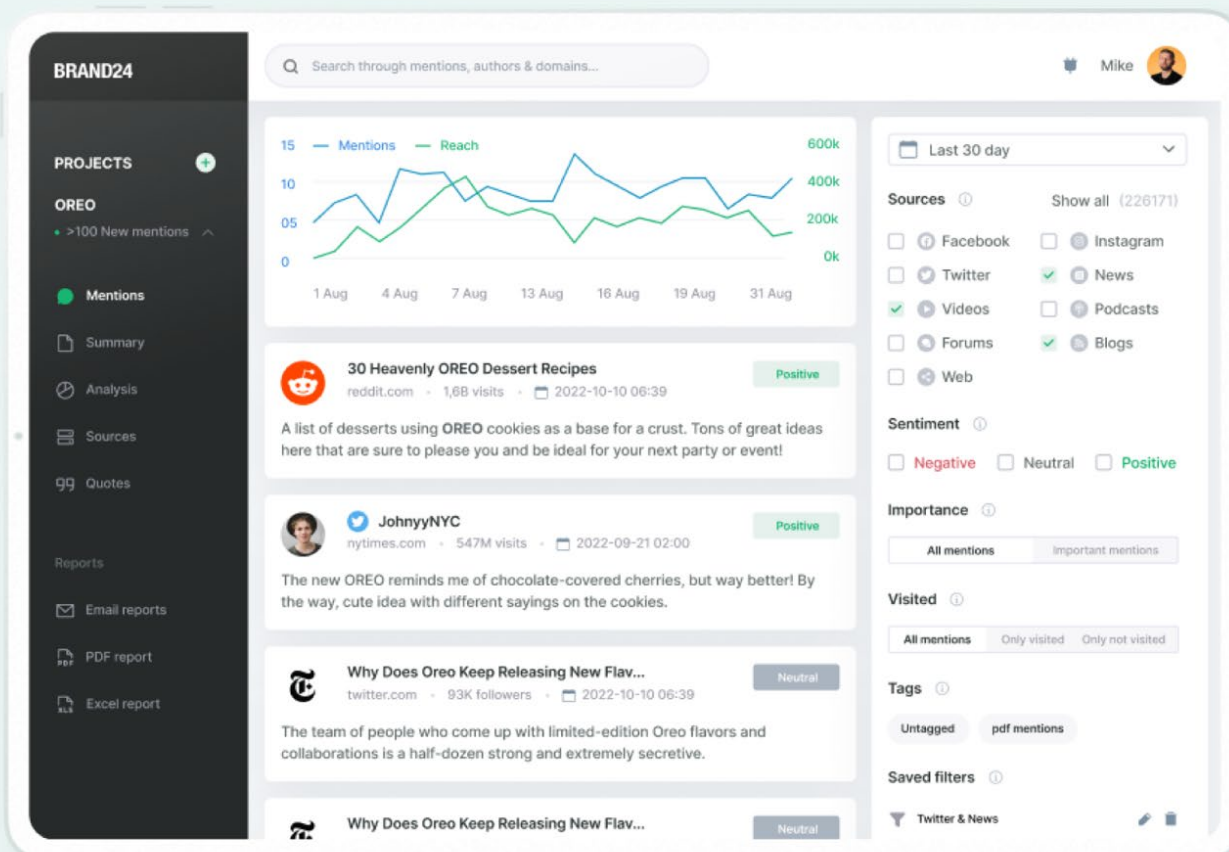 BRAND24
Search through mentions, authors & domains...
Mike
PROJECTS
OREO
>100 New mentions
Mentions
Summary
Analysis
Sources
99 Quotes
Reports
Email reports
PDF PDF report
XLS Excel report
15 Mentions Reach 600k
10 400k
05 200k
0 0k
1 Aug 4 Aug 7 Aug 13 Aug 16 Aug 19 Aug 31 Aug
30 Heavenly OREO Dessert Recipes Positive
reddit.com • 1,6B visits • 2022-10-10 06:39
A list of desserts using OREO cookies as a base for a crust. Tons of great ideas
here that are sure to please you and be ideal for your next party or event!
JohnyyNYC Positive
nytimes.com • 547M visits • 2022-09-21 02:00
The new OREO reminds me of chocolate-covered cherries, but way better! By
the way, cute idea with different sayings on the cookies.
Why Does Oreo Keep Releasing New Flav... Neutral
twitter.com • 93K followers • 2022-10-10 06:39
The team of people who come up with limited-edition Oreo flavors and
collaborations is a half-dozen strong and extremely secretive.
Why Does Oreo Keep Releasing New Flav... Neutral
Last 30 day
Sources Show all (226171)
Facebook Instagram
Twitter News
Videos Podcasts
Forums Blogs
Web
Sentiment
Negative Neutral Positive
Importance
All mentions Important mentions
Visited
All mentions Only visited Only not visited
Tags
Untagged pdf mentions
Saved filters
Twitter & News